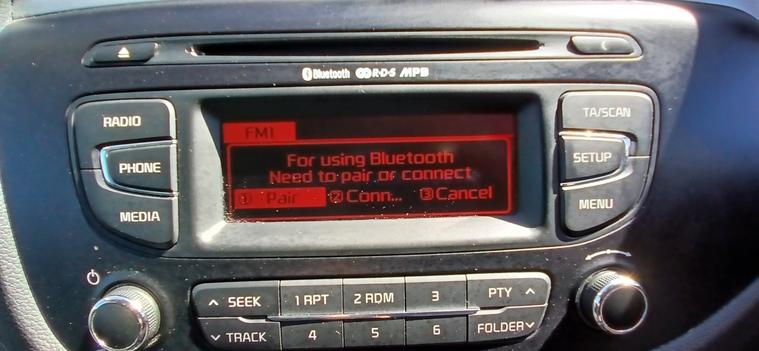 Bluetooth R·D·S MP3
RADIO
TA/SCAN
FM1
For using Bluetooth
PHONE
SETUP
Need to pair or connect
① Pair ② Conn... ③ Cancel
MEDIA
MENU
SEEK 1 RPT 2 RDM 3 PTY
TRACK 4 5 6 FOLDER